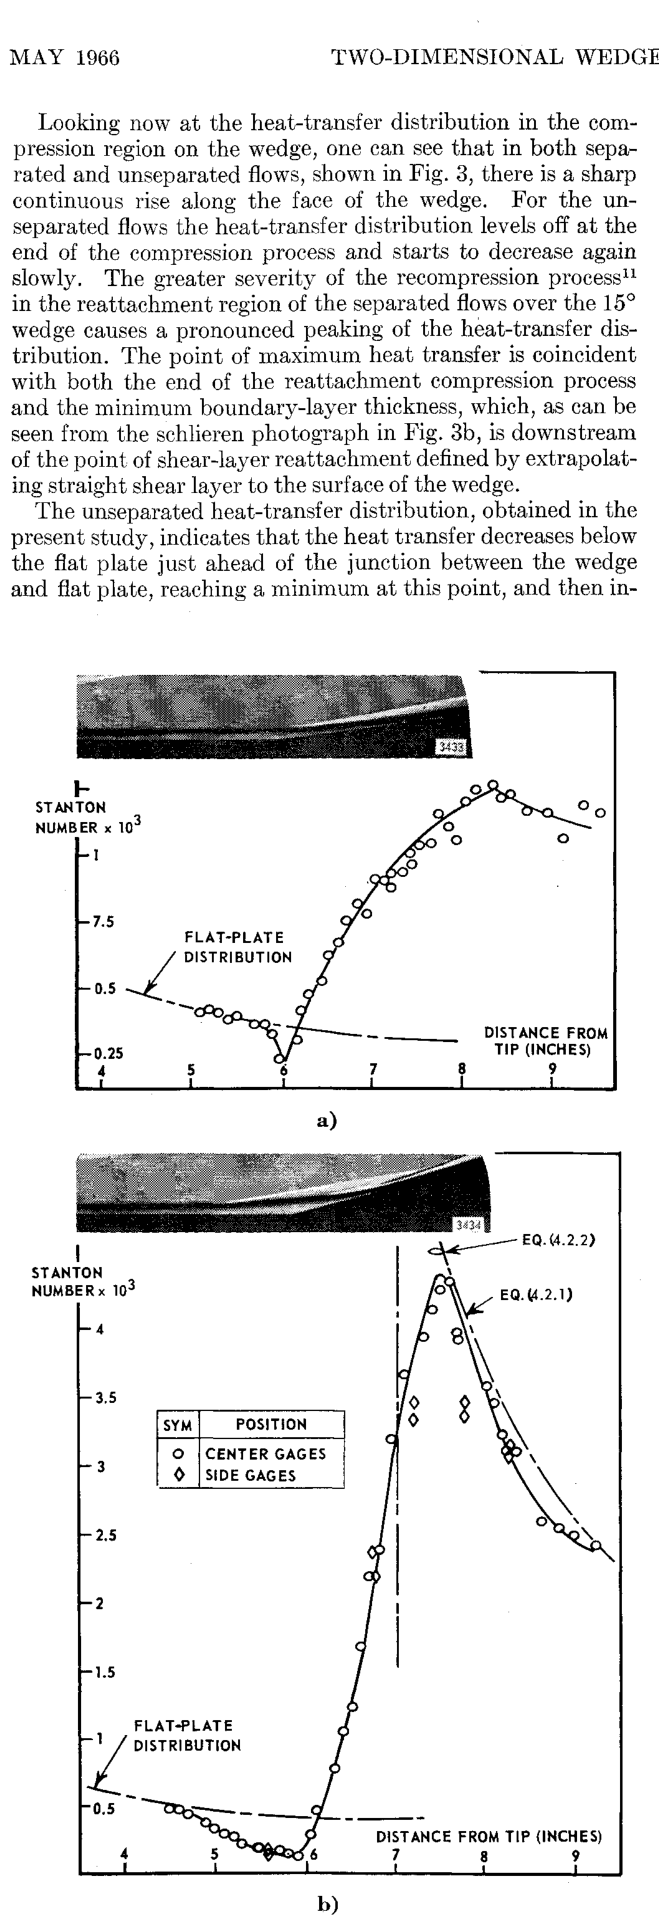 MAY 1966 TWO-DIMENSIONAL WEDGE
Looking now at the heat-transfer distribution in the com-
pression region on the wedge, one can see that in both sepa-
rated and unseparated flows, shown in Fig. 3, there is a sharp
continuous rise along the face of the wedge. For the un-
separated flows the heat-transfer distribution levels off at the
end of the compression process and starts to decrease again
slowly. The greater severity of the recompression process¹¹
in the reattachment region of the separated flows over the 15°
wedge causes a pronounced peaking of the heat-transfer dis-
tribution. The point of maximum heat transfer is coincident
with both the end of the reattachment compression process
and the minimum boundary-layer thickness, which, as can be
seen from the schlieren photograph in Fig. 3b, is downstream
of the point of shear-layer reattachment defined by extrapolat-
ing straight shear layer to the surface of the wedge.
The unseparated heat-transfer distribution, obtained in the
present study, indicates that the heat transfer decreases below
the flat plate just ahead of the junction between the wedge
and flat plate, reaching a minimum at this point, and then in-
3433
STANTON
NUMBER x 10³
1
7.5
FLAT-PLATE
DISTRIBUTION
0.5
DISTANCE FROM
TIP (INCHES)
0.25
4 5 6 7 8 9
a)
3434
EQ.(4.2.2)
STANTON
NUMBER x 10³
EQ.(4.2.1)
4
3.5
SYM POSITION
CENTER GAGES
SIDE GAGES
3
2.5
2
1.5
FLAT-PLATE
DISTRIBUTION
1
0.5
DISTANCE FROM TIP (INCHES)
4 5 6 7 8 9
b)